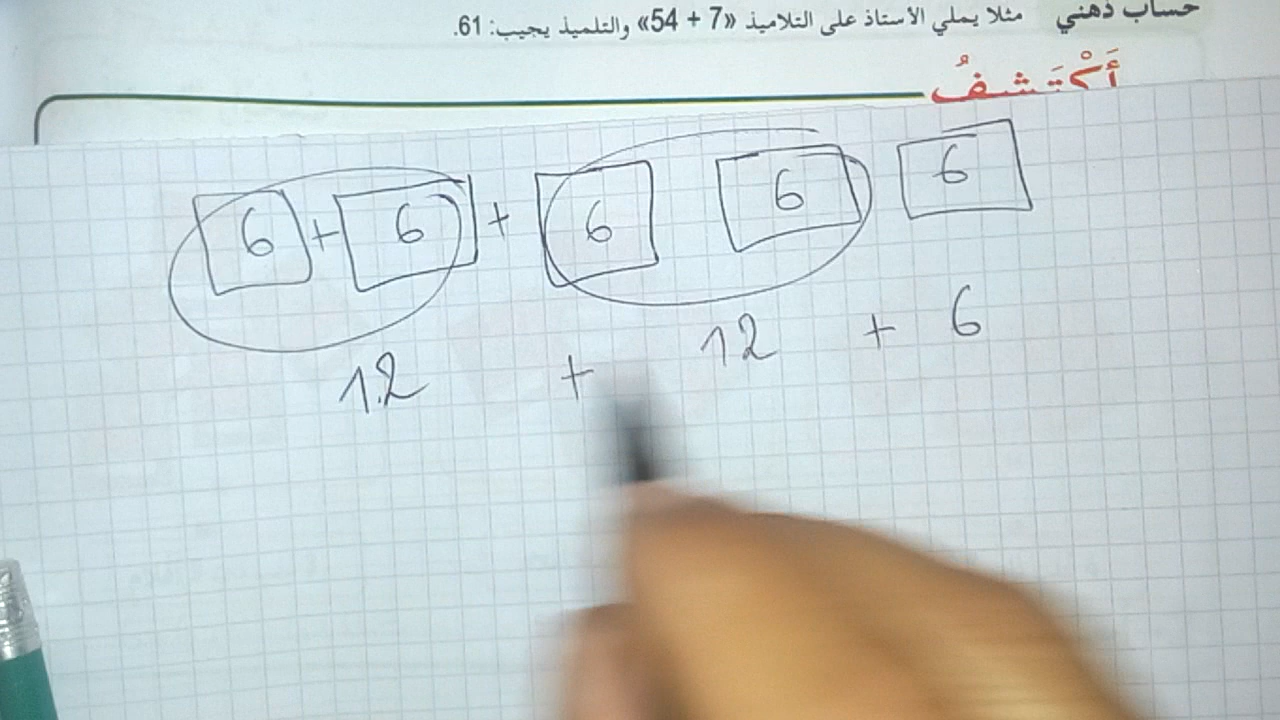 حساب ذهني مثلا يملي الأستاذ على التلاميذ «7 + 54» والتلميذ يجيب: 61.
أَكْتَشِفُ
6 + 6 + 6 6 6
12 + 12 + 6